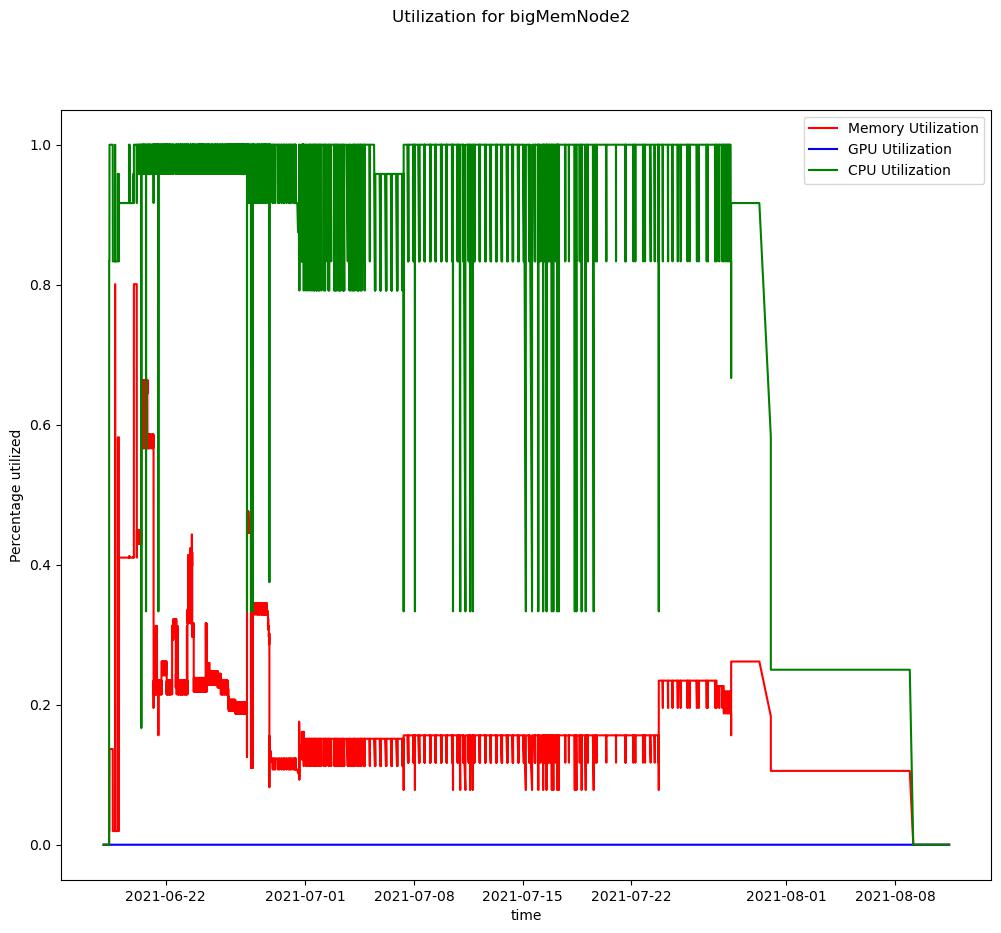 Utilization for bigMemNode2
Memory Utilization
GPU Utilization
CPU Utilization
Percentage utilized
1.0
0.8
0.6
0.4
0.2
0.0
2021-06-22 2021-07-01 2021-07-08 2021-07-15 2021-07-22 2021-08-01 2021-08-08
time